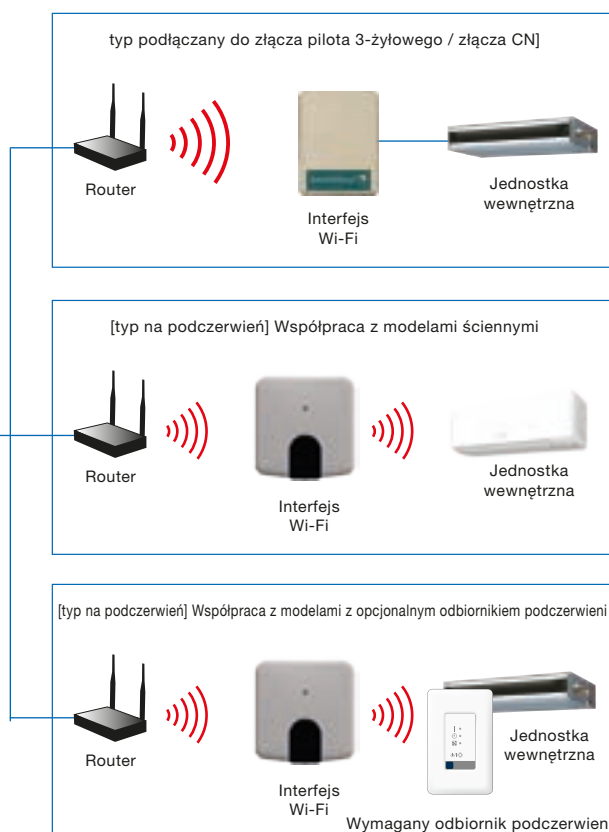 typ podłączany do złącza pilota 3-żyłowego / złącza CN]
Router
Interfejs
Wi-Fi
Jednostka
wewnętrzna
[typ na podczerwień] Współpraca z modelami ściennymi
Router
Interfejs
Wi-Fi
Jednostka
wewnętrzna
[typ na podczerwień] Współpraca z modelami z opcjonalnym odbiornikiem podczerwieni
Router
Interfejs
Wi-Fi
Jednostka
wewnętrzna
Wymagany odbiornik podczerwien